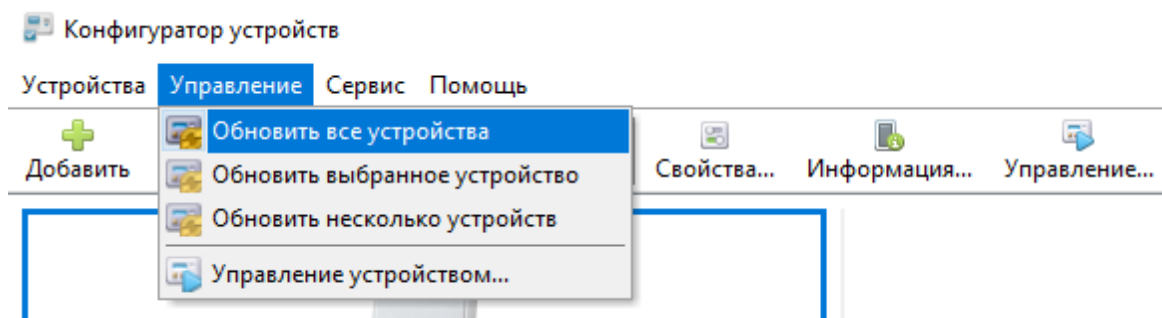 Конфигуратор устройств
Устройства Управление Сервис Помощь
Добавить
Обновить все устройства
Обновить выбранное устройство
Обновить несколько устройств
Управление устройством...
Свойства... Информация... Управление...